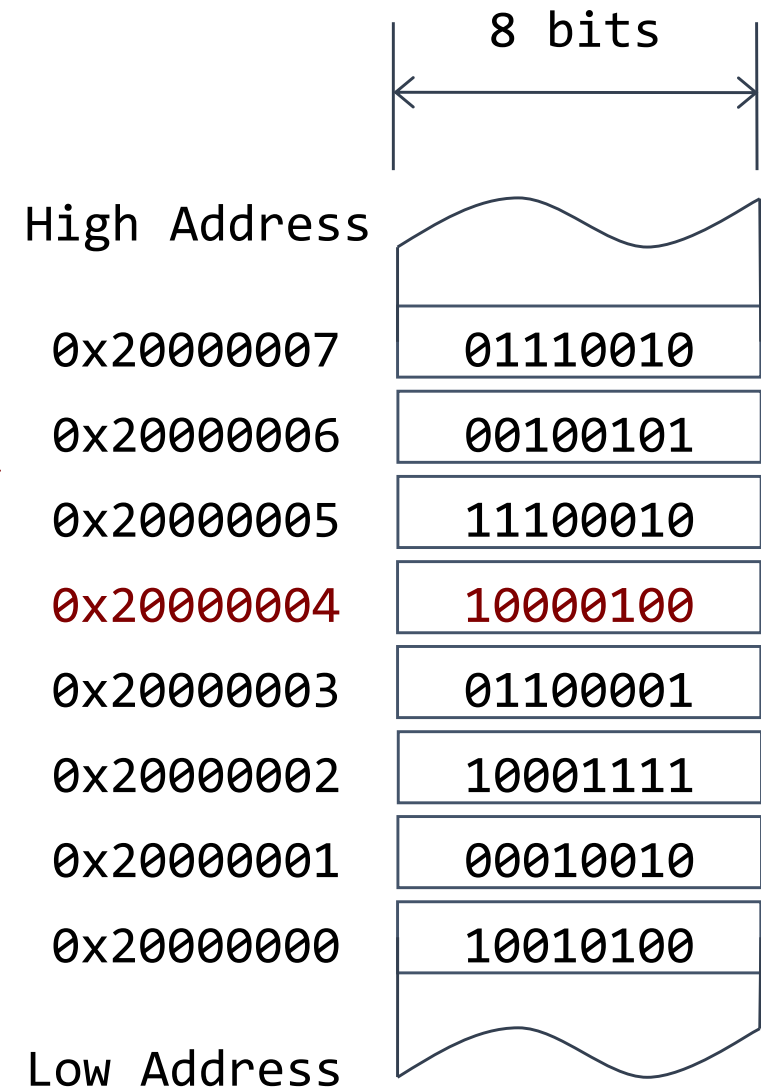 8 bits
High Address
0x20000007 01110010
0x20000006 00100101
0x20000005 11100010
0x20000004 10000100
0x20000003 01100001
0x20000002 10001111
0x20000001 00010010
0x20000000 10010100
Low Address